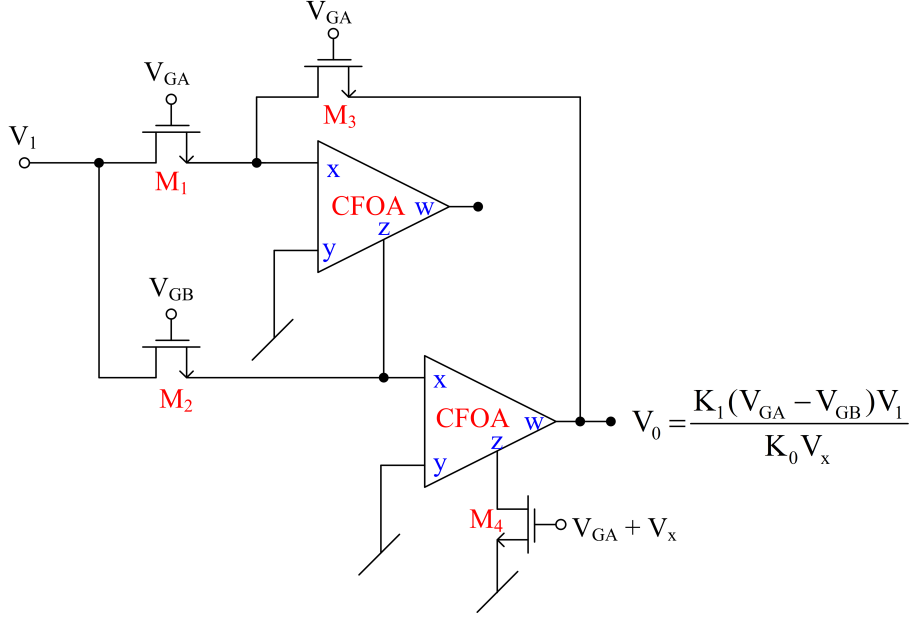 V_GA
V_GA
V_1
M_3
M_1
x
CFOA
w
z
y
V_GB
M_2
x
CFOA
w
z
y
V_0 = K_1(V_GA − V_GB)V_1 / K_0V_x
M_4
V_GA + V_x